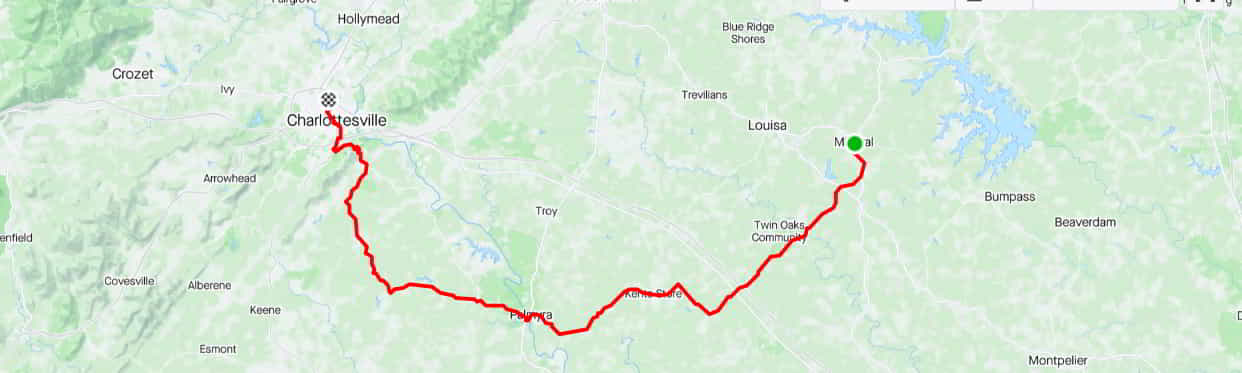 Hollymead
Blue Ridge
Shores
Crozet
Ivy
Trevilians
Charlottesville
Louisa
Arrowhead
Bumpass
Troy
Beaverdam
Twin Oaks
Community
enfield
Covesville
Alberene
Kents Store
Keene
Palmyra
Esmont
Montpelier